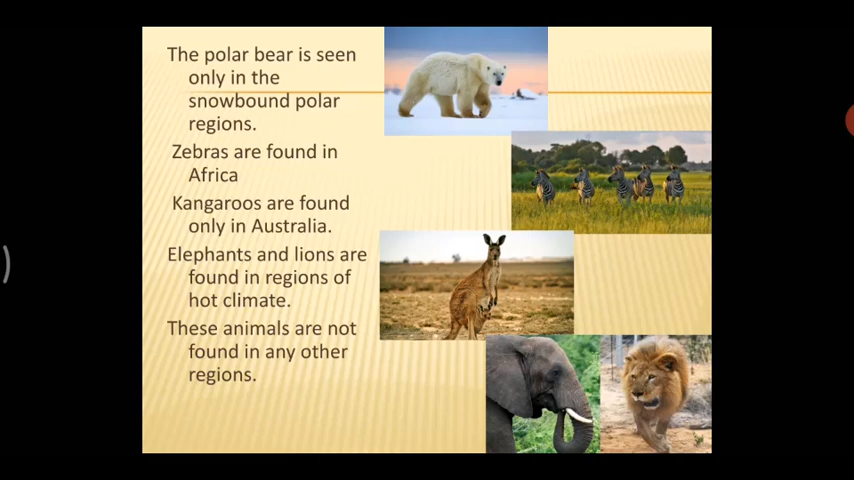 The polar bear is seen
only in the
snowbound polar
regions.
Zebras are found in
Africa
Kangaroos are found
only in Australia.
Elephants and lions are
found in regions of
hot climate.
These animals are not
found in any other
regions.